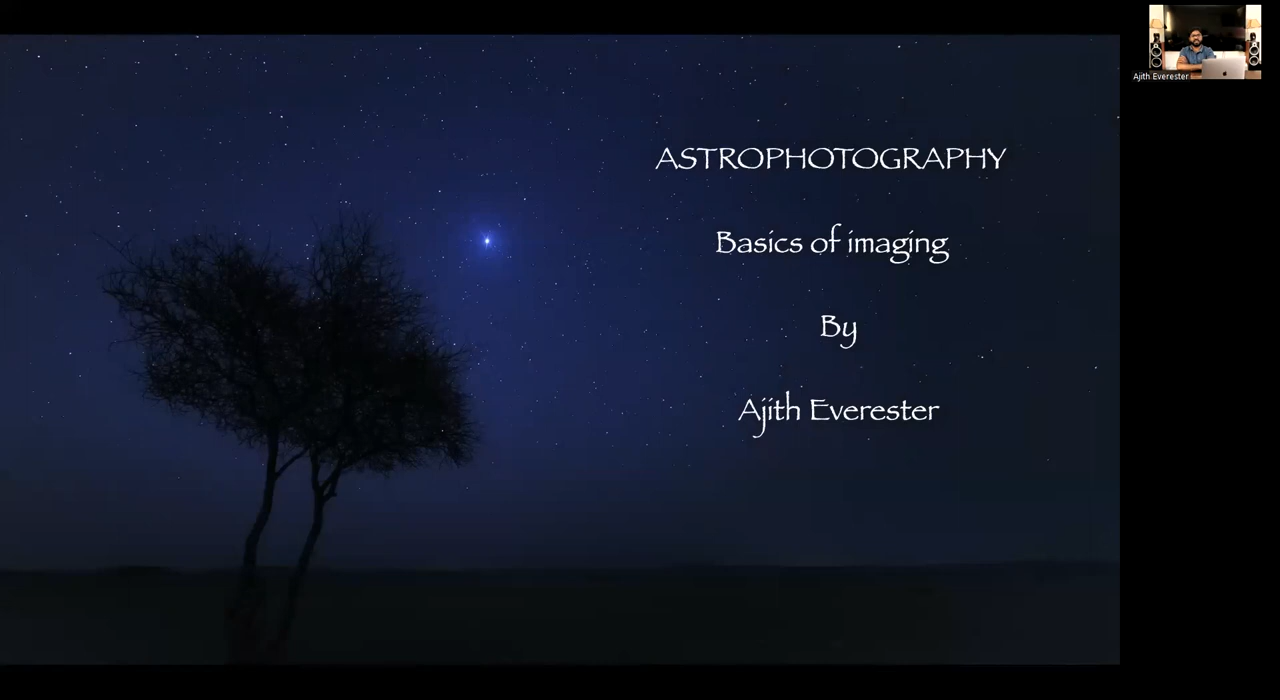 ASTROPHOTOGRAPHY
Basics of imaging
By
Ajith Everester
Ajith Everester